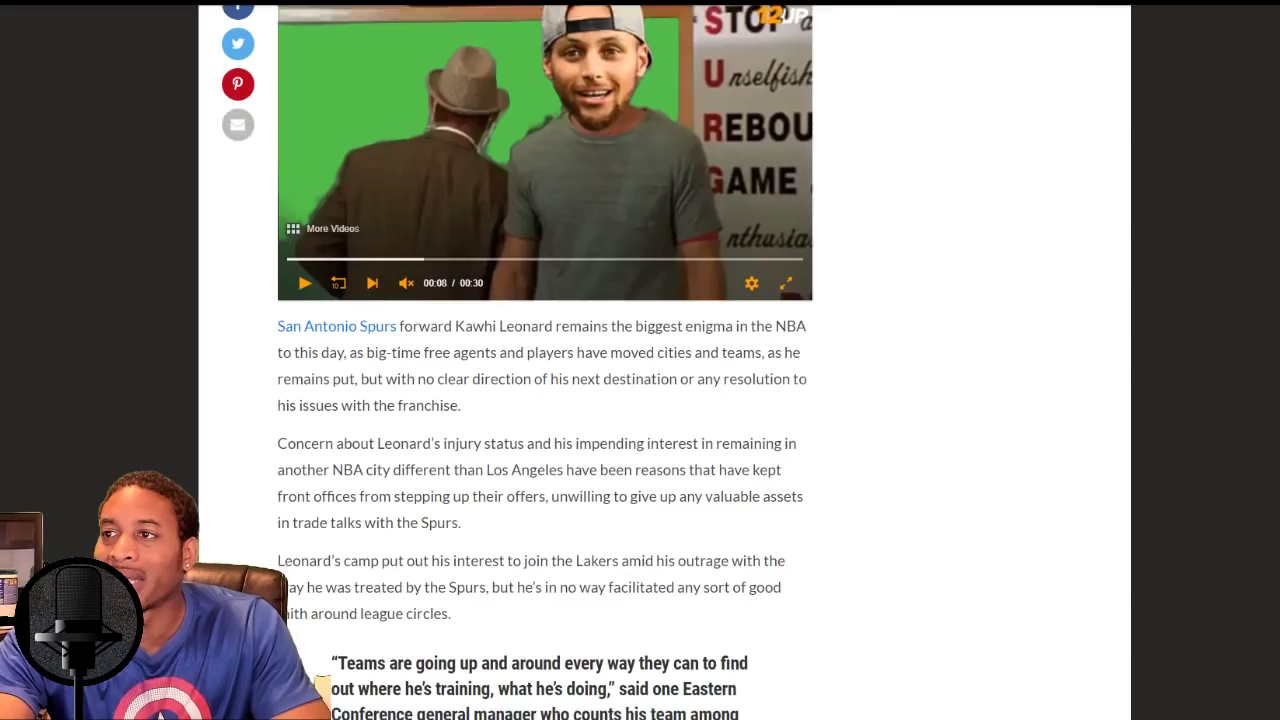 STOP a
12UP
Unselfish
REBOU
GAME
nthusia
More Videos
10
00:08 / 00:30
San Antonio Spurs forward Kawhi Leonard remains the biggest enigma in the NBA
to this day, as big-time free agents and players have moved cities and teams, as he
remains put, but with no clear direction of his next destination or any resolution to
his issues with the franchise.
Concern about Leonard's injury status and his impending interest in remaining in
another NBA city different than Los Angeles have been reasons that have kept
front offices from stepping up their offers, unwilling to give up any valuable assets
in trade talks with the Spurs.
Leonard's camp put out his interest to join the Lakers amid his outrage with the
ay he was treated by the Spurs, but he's in no way facilitated any sort of good
ith around league circles.
“Teams are going up and around every way they can to find
out where he's training, what he's doing,” said one Eastern
Conference general manager who counts his team among